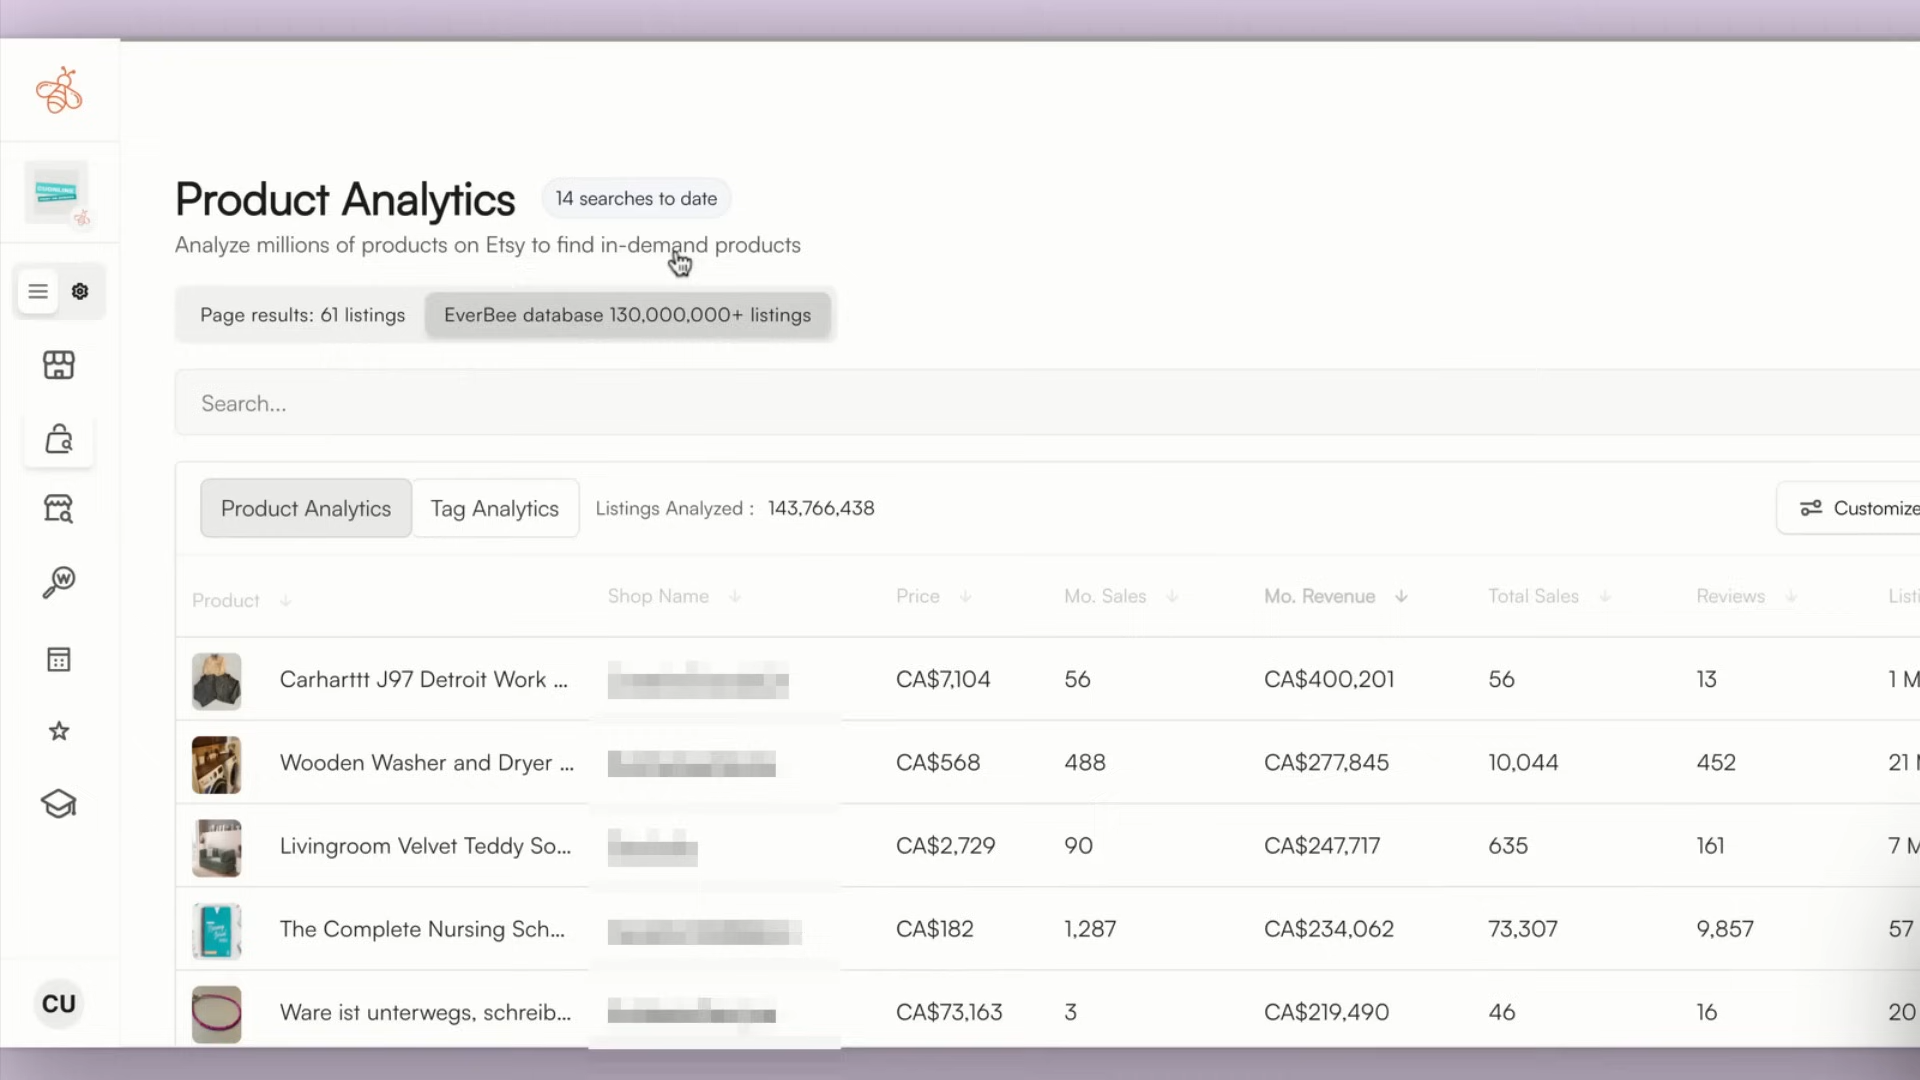 Product Analytics
14 searches to date
Analyze millions of products on Etsy to find in-demand products
Page results: 61 listings
EverBee database 130,000,000+ listings
Search...
Product Analytics
Tag Analytics
Listings Analyzed : 143,766,438
Customize
Product Shop Name Price Mo. Sales Mo. Revenue Total Sales Reviews Listi
Carharttt J97 Detroit Work ... CA$7,104 56 CA$400,201 56 13 1 M
Wooden Washer and Dryer ... CA$568 488 CA$277,845 10,044 452 21
Livingroom Velvet Teddy So... CA$2,729 90 CA$247,717 635 161 7 M
The Complete Nursing Sch... CA$182 1,287 CA$234,062 73,307 9,857 57
Ware ist unterwegs, schreib... CA$73,163 3 CA$219,490 46 16 20
CU